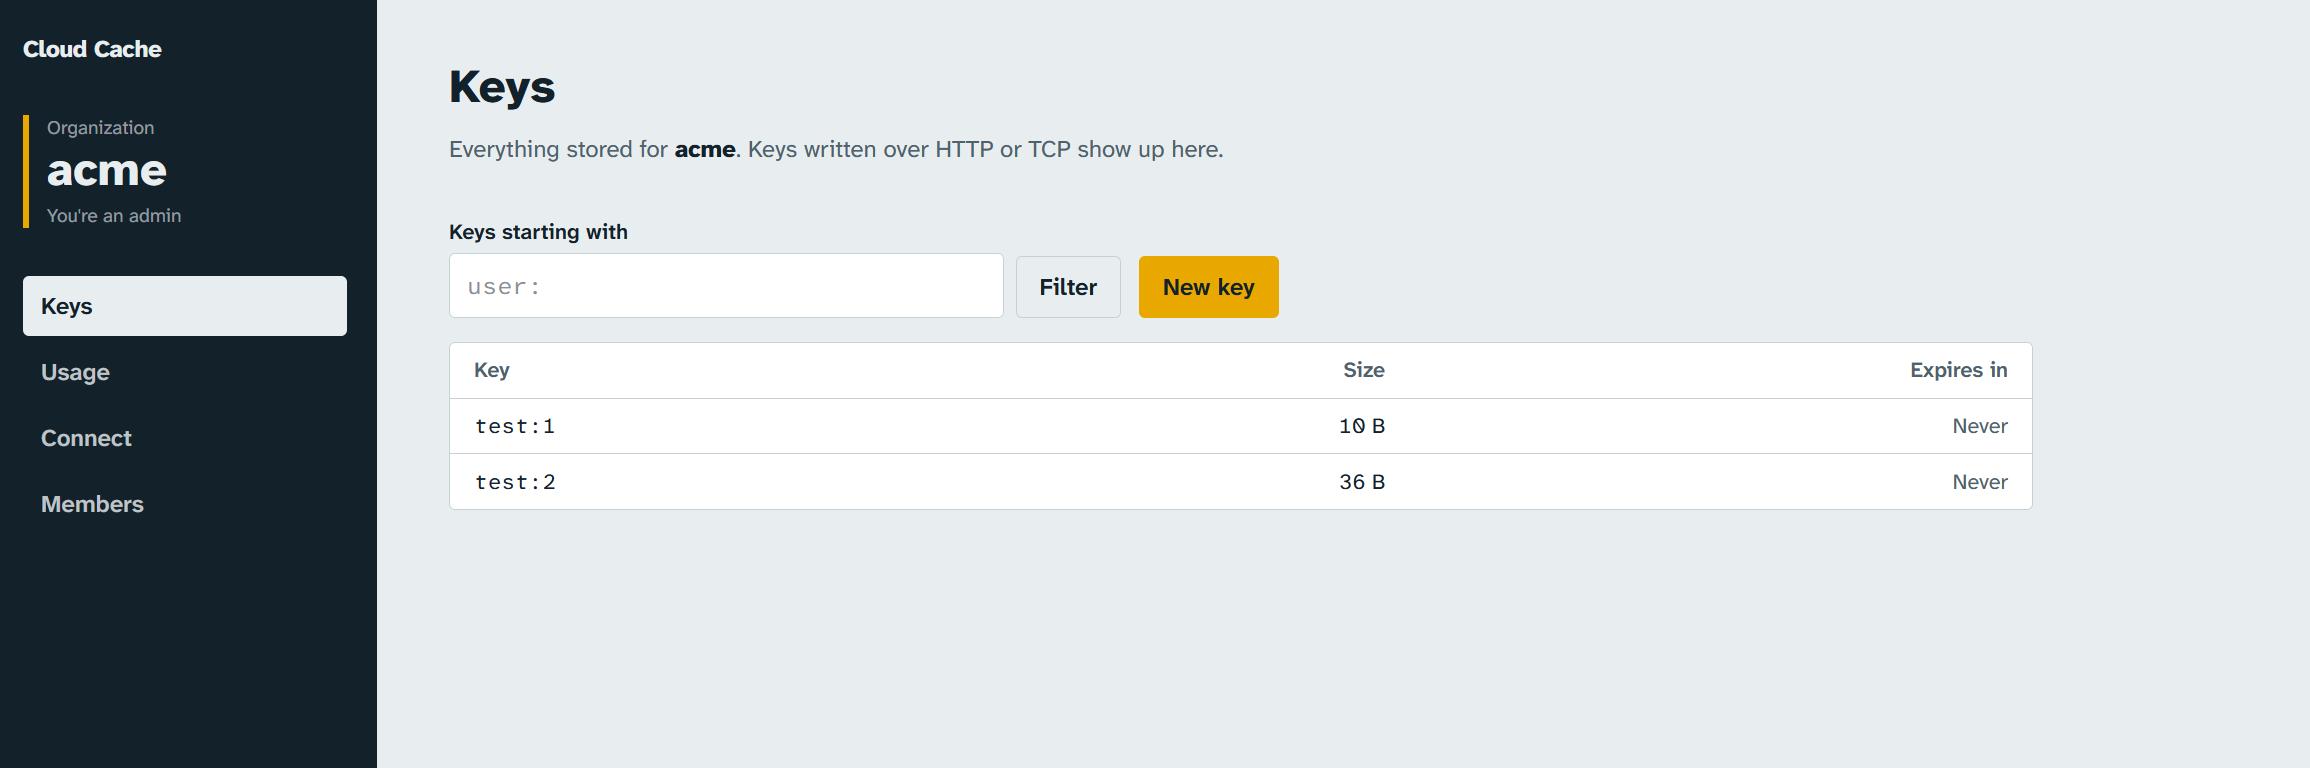 Cloud Cache
Organization
acme
You're an admin
Keys
Usage
Connect
Members
Keys
Everything stored for acme. Keys written over HTTP or TCP show up here.
Keys starting with
user: Filter New key
Key Size Expires in
test:1 10 B Never
test:2 36 B Never